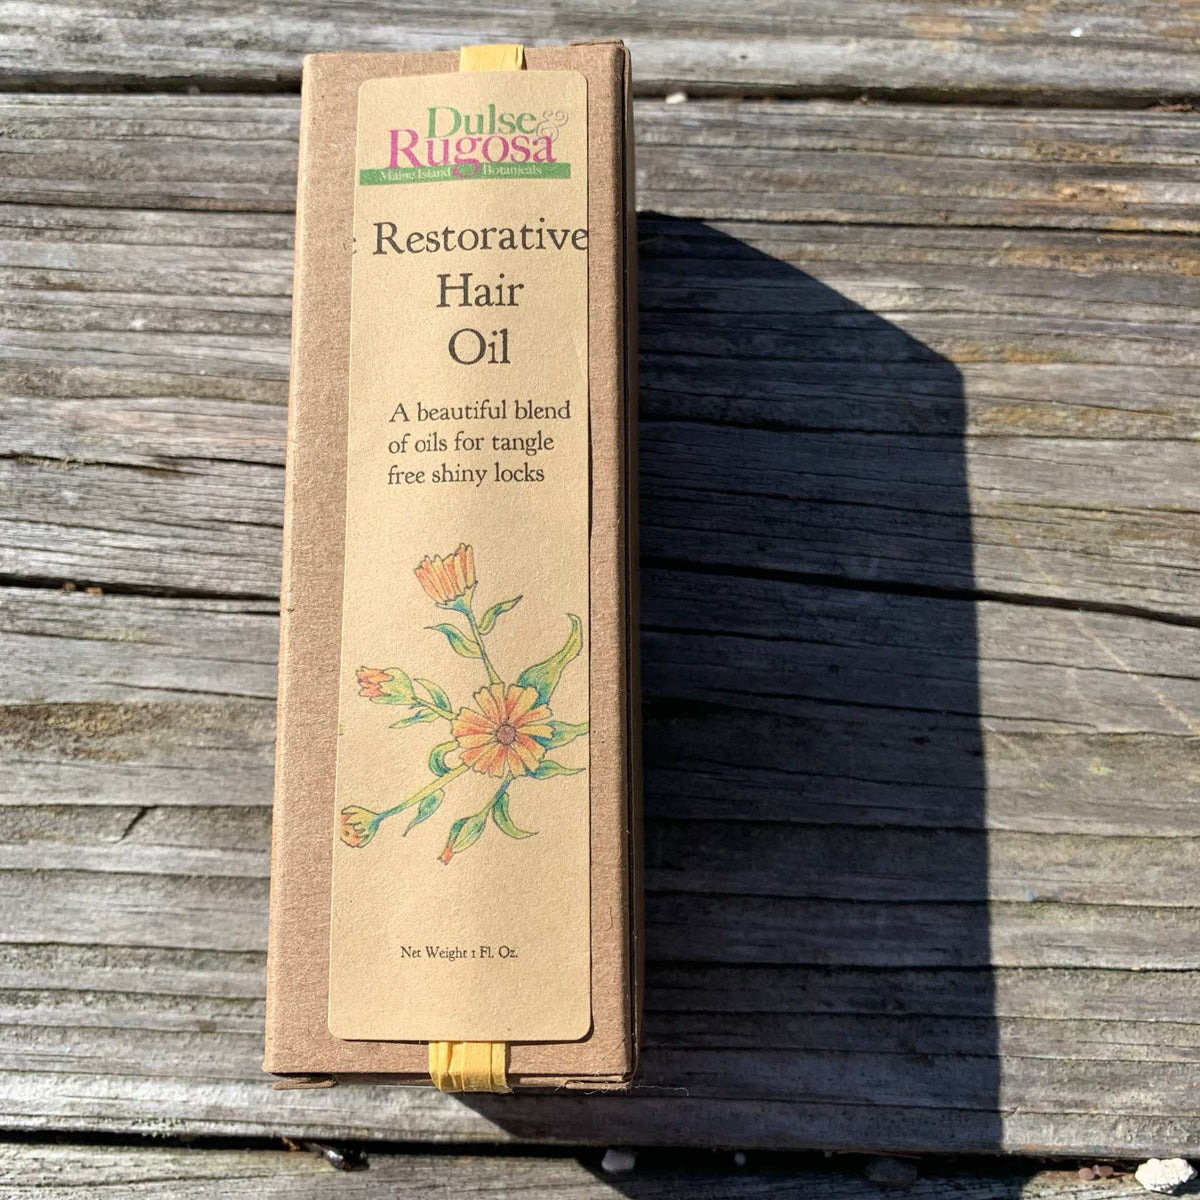 Dulse &
Rugosa
Maine Island Botanicals
Restorative
Hair
Oil
A beautiful blend
of oils for tangle
free shiny locks
Net Weight 1 Fl. Oz.